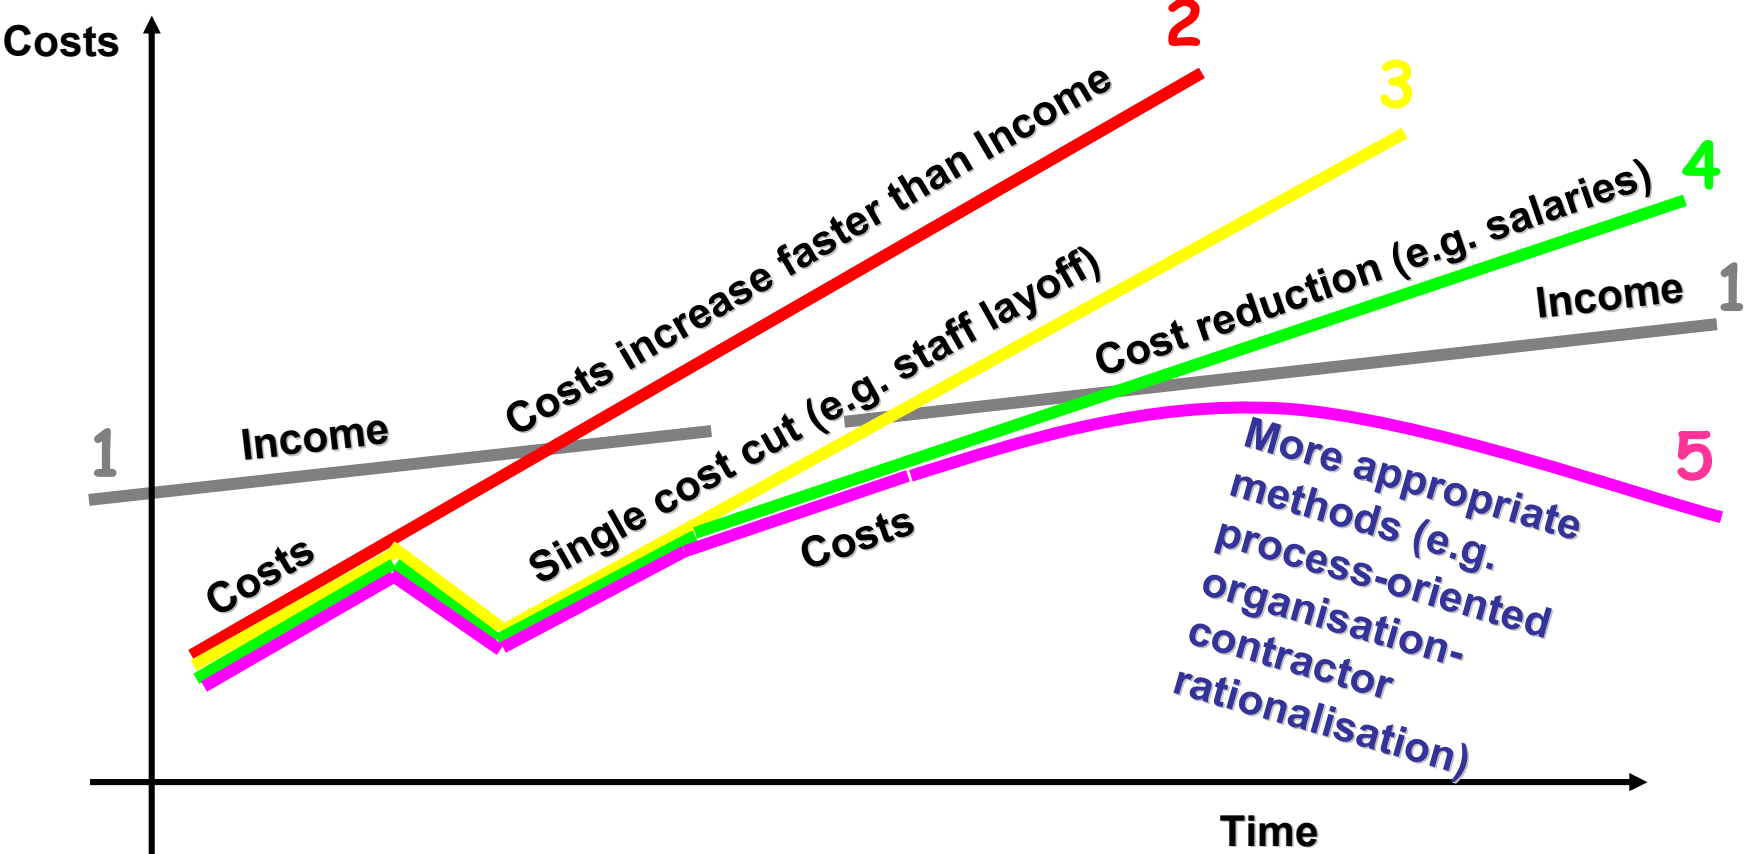 Costs
2
3
4
1
Income
Costs increase faster than Income
Single cost cut (e.g. staff layoff)
Cost reduction (e.g. salaries)
Income
1
Costs
Costs
5
More appropriate
methods (e.g.
process-oriented
organisation-
contractor
rationalisation)
Time